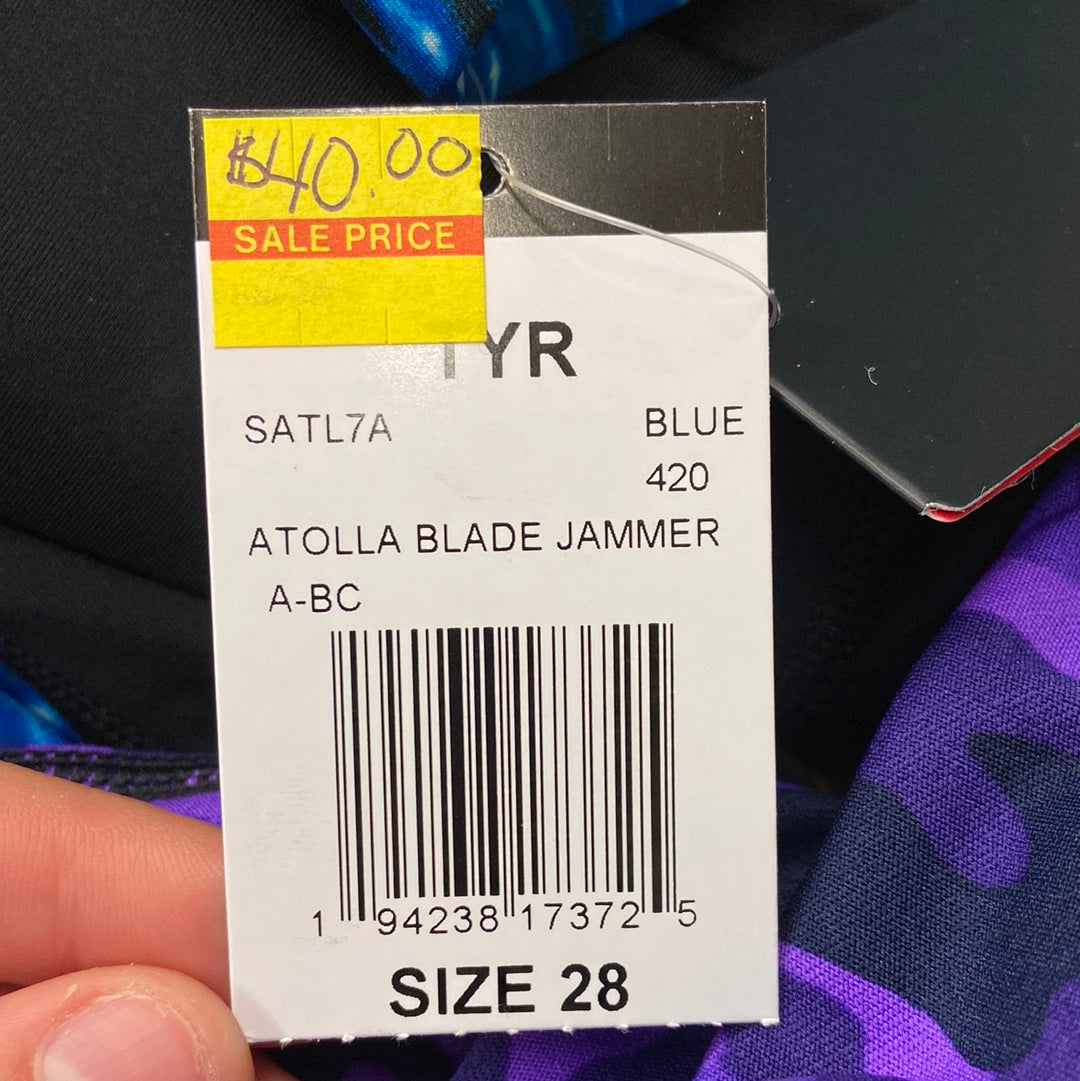 $40.00
SALE PRICE
TYR
SATL7A BLUE
420
ATOLLA BLADE JAMMER
A-BC
1 94238 17372 5
SIZE 28